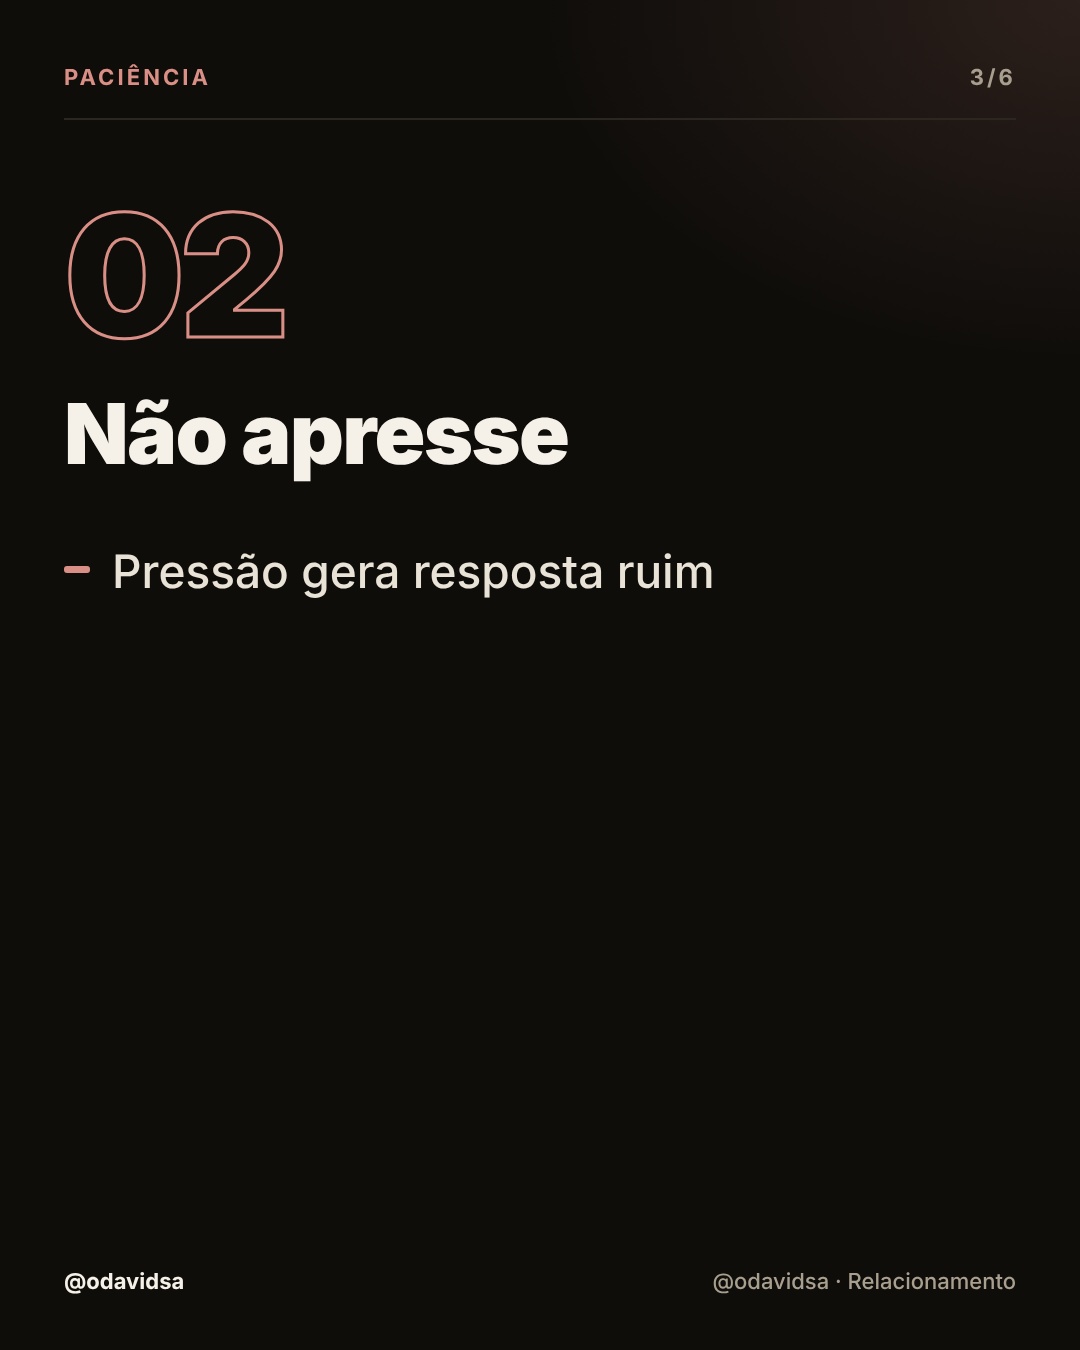 PACIÊNCIA
3/6
02
Não apresse
Pressão gera resposta ruim
@odavidsa
@odavidsa · Relacionamento